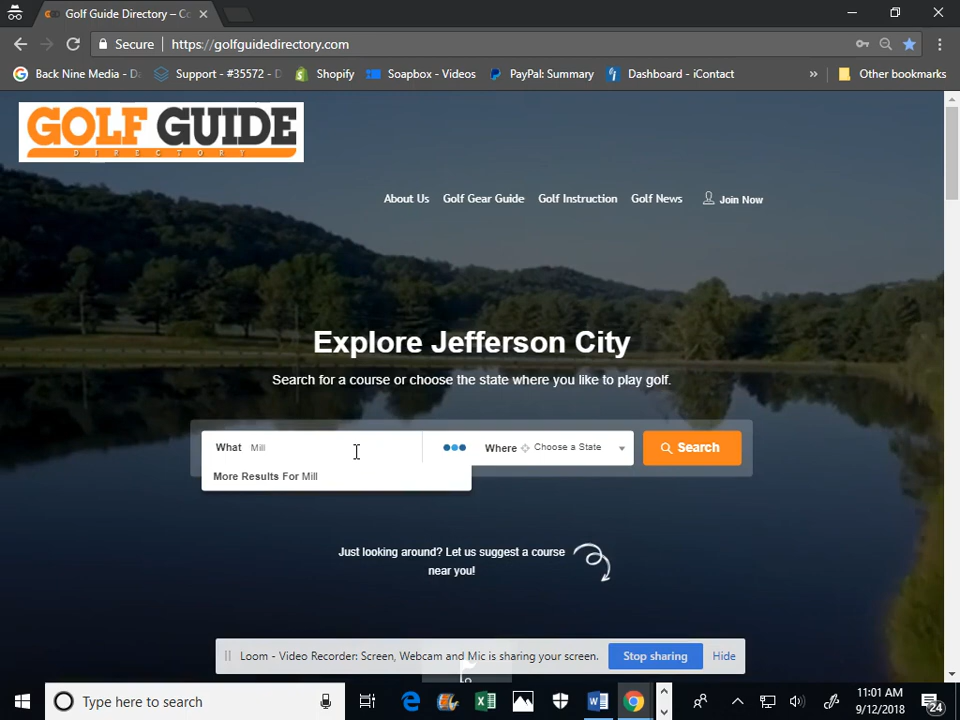 Golf Guide Directory – Co
Secure | https://golfguidedirectory.com
Back Nine Media - Da
Support - #35572 - D
Shopify
Soapbox - Videos
PayPal: Summary
Dashboard - iContact
»
Other bookmarks
GOLF GUIDE
DIRECTORY
About Us
Golf Gear Guide
Golf Instruction
Golf News
Join Now
Explore Jefferson City
Search for a course or choose the state where you like to play golf.
What Mill
Where Choose a State
Search
More Results For Mill
Just looking around? Let us suggest a course
near you!
Loom - Video Recorder: Screen, Webcam and Mic is sharing your screen.
Stop sharing
Hide
Type here to search
11:01 AM
9/12/2018
24